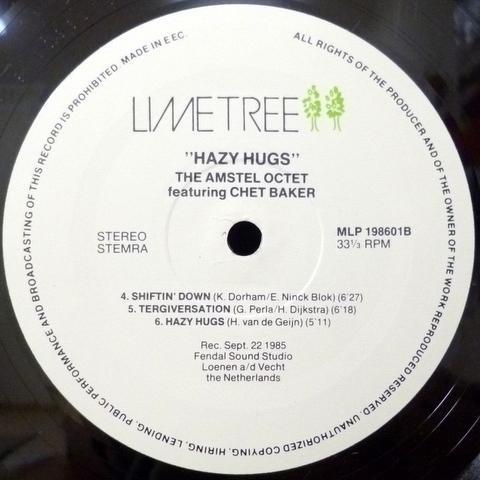 ALL RIGHTS OF THE PRODUCER AND OF THE OWNER OF THE WORK REPRODUCED RESERVED. UNAUTHORIZED COPYING, HIRING, LENDING, PUBLIC PERFORMANCE AND BROADCASTING OF THIS RECORD IS PROHIBITED. MADE IN E EC.
LIMETREE
"HAZY HUGS"
THE AMSTEL OCTET
featuring CHET BAKER
STEREO
STEMRA
MLP 198601B
33⅓ RPM
4. SHIFTIN' DOWN (K. Dorham/E. Ninck Blok) (6'27)
5. TERGIVERSATION (G. Perla/H. Dijkstra) (6'18)
6. HAZY HUGS (H. van de Geijn) (5'11)
Rec. Sept. 22 1985
Fendal Sound Studio
Loenen a/d Vecht
the Netherlands